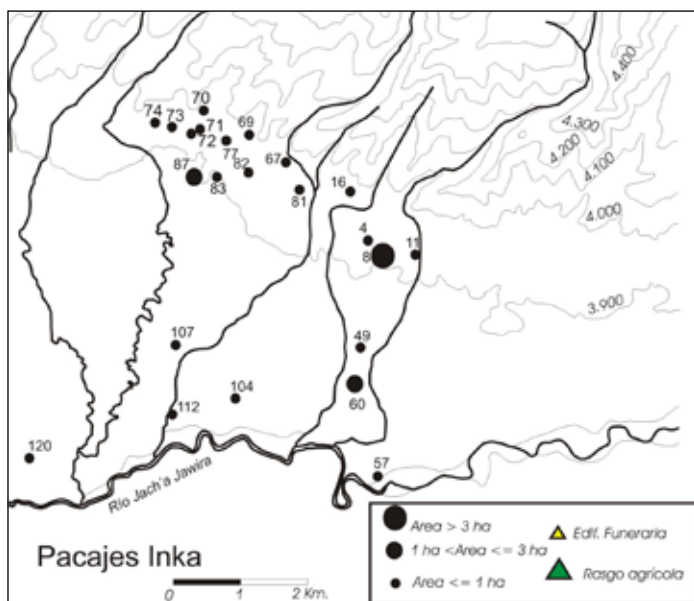 4.400
70
74 73 71 69 4.300
72 77 4.200
67
87 82 4.100
83 16
81 4.000
4 11
8
3.900
107 49
104
60
112
120
57
Río Jach'a Jawira
Area > 3 ha
Edif. Funeraria
1 ha <Area <= 3 ha
Area <= 1 ha
Rasgo agrícola
Pacajes Inka
0 1 2 Km.